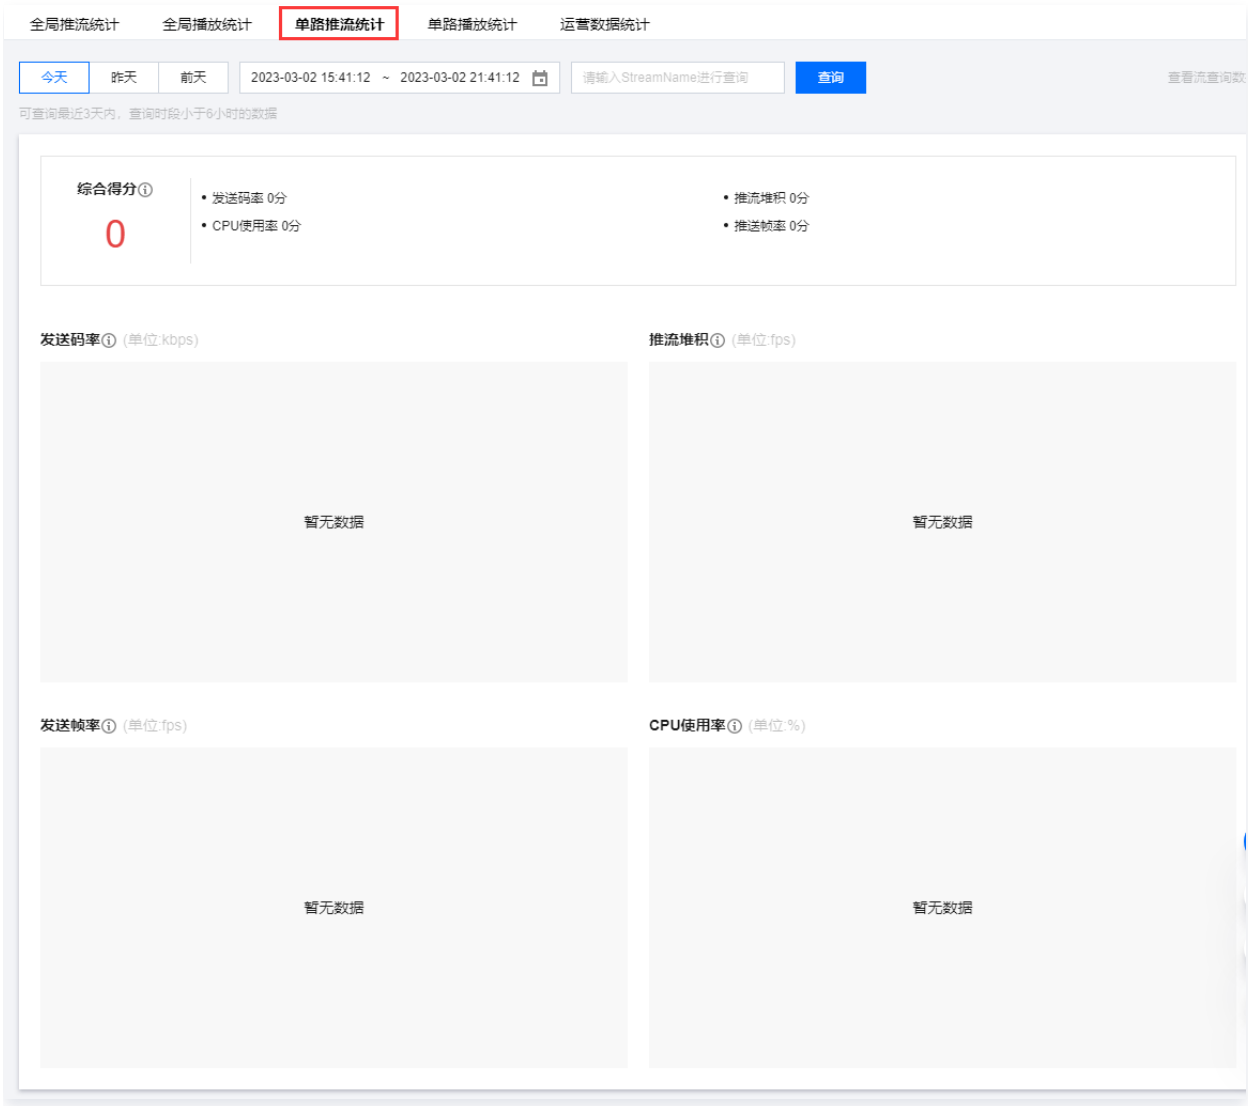 全局推流统计 全局播放统计 单路推流统计 单路播放统计 运营数据统计
今天 昨天 前天 2023-03-02 15:41:12 ~ 2023-03-02 21:41:12 请输入StreamName进行查询 查询 查看流查询数
可查询最近3天内，查询时段小于6小时的数据
综合得分
0
• 发送码率 0分
• 推流堆积 0分
• CPU使用率 0分
• 推送帧率 0分
发送码率 (单位:kbps)
推流堆积 (单位:fps)
暂无数据
暂无数据
发送帧率 (单位:fps)
CPU使用率 (单位:%)
暂无数据
暂无数据